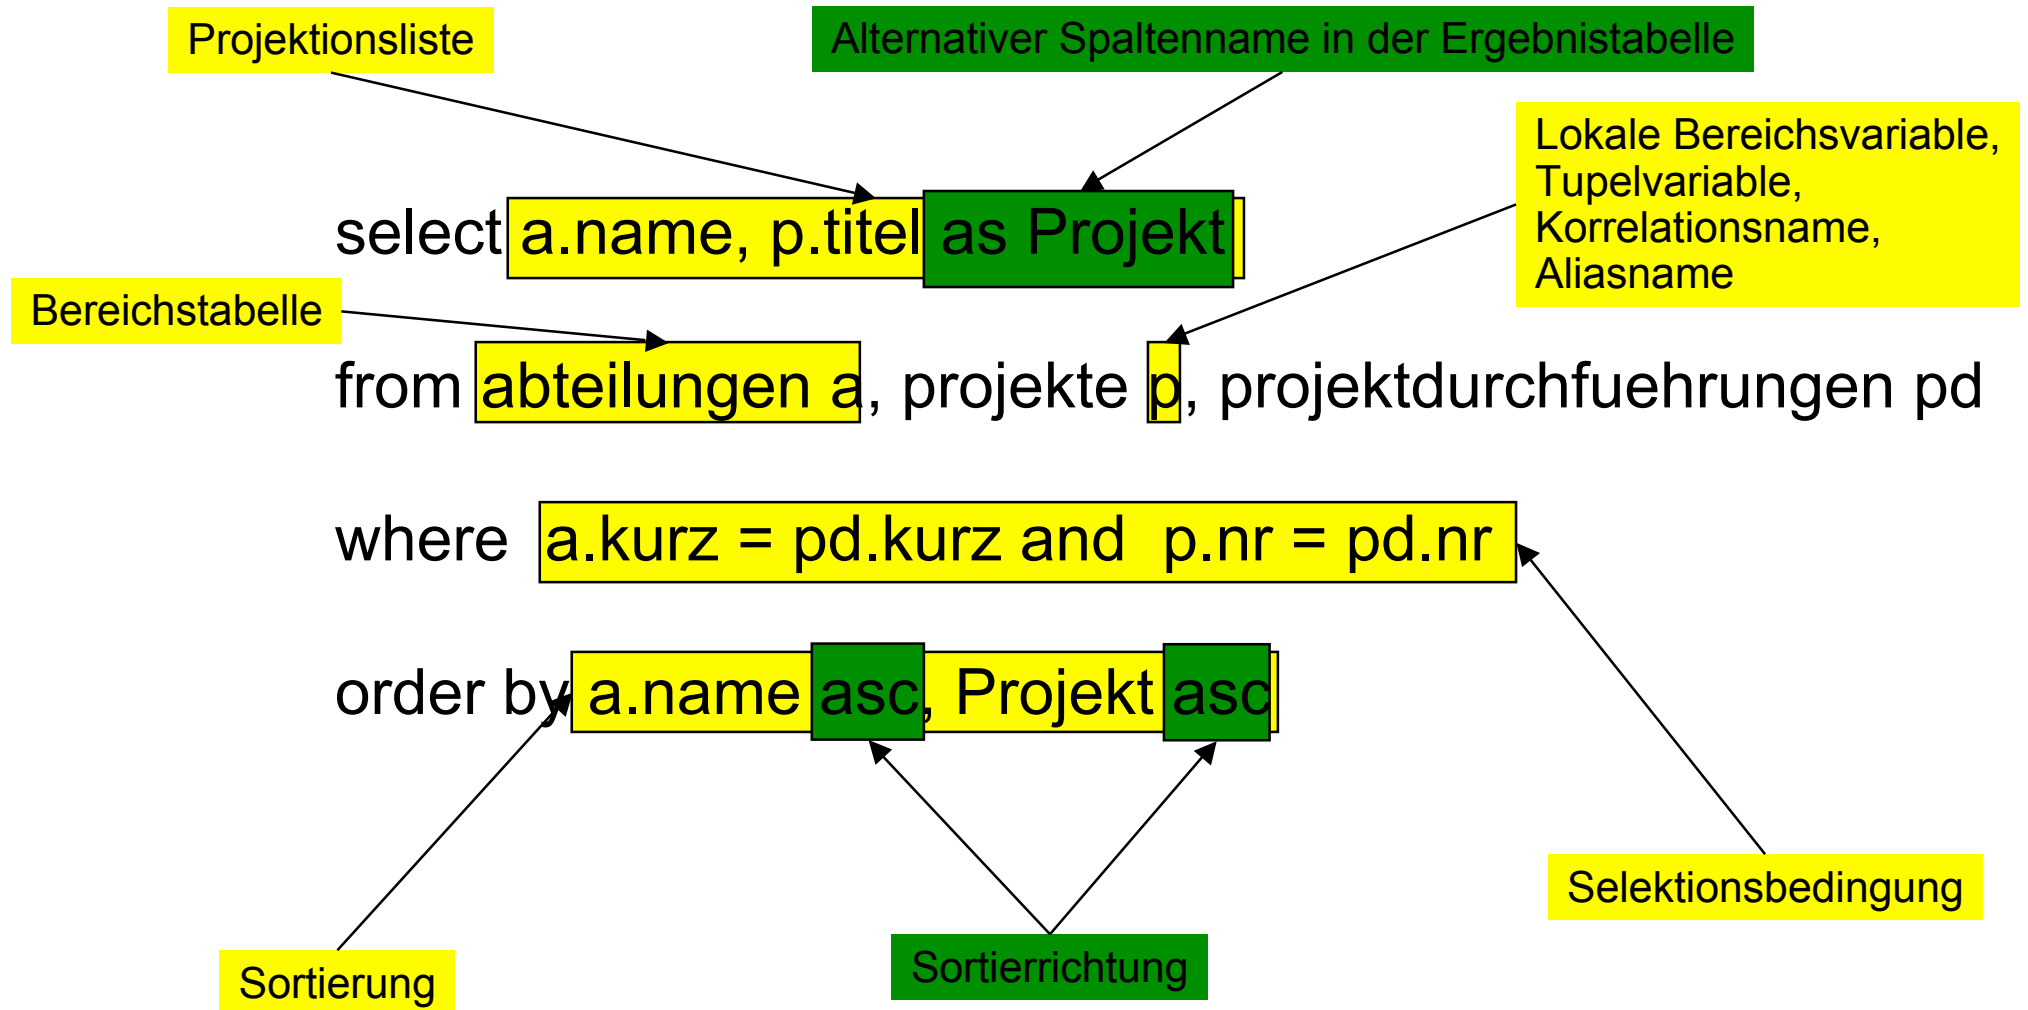 Projektionsliste
Alternativer Spaltenname in der Ergebnistabelle
Lokale Bereichsvariable,
Tupelvariable,
Korrelationsname,
Aliasname
select a.name, p.titel as Projekt
Bereichstabelle
from abteilungen a, projekte p, projektdurchfuehrungen pd
where a.kurz = pd.kurz and p.nr = pd.nr
order by a.name asc, Projekt asc
Selektionsbedingung
Sortierung
Sortierrichtung